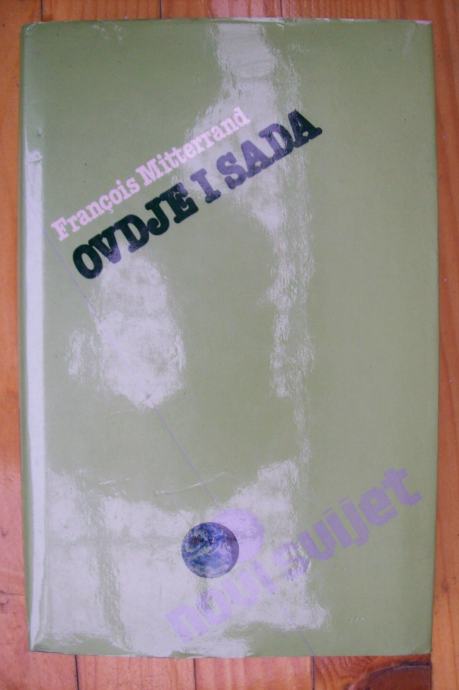 François Mitterrand
OVDJE I SADA
novi svijet